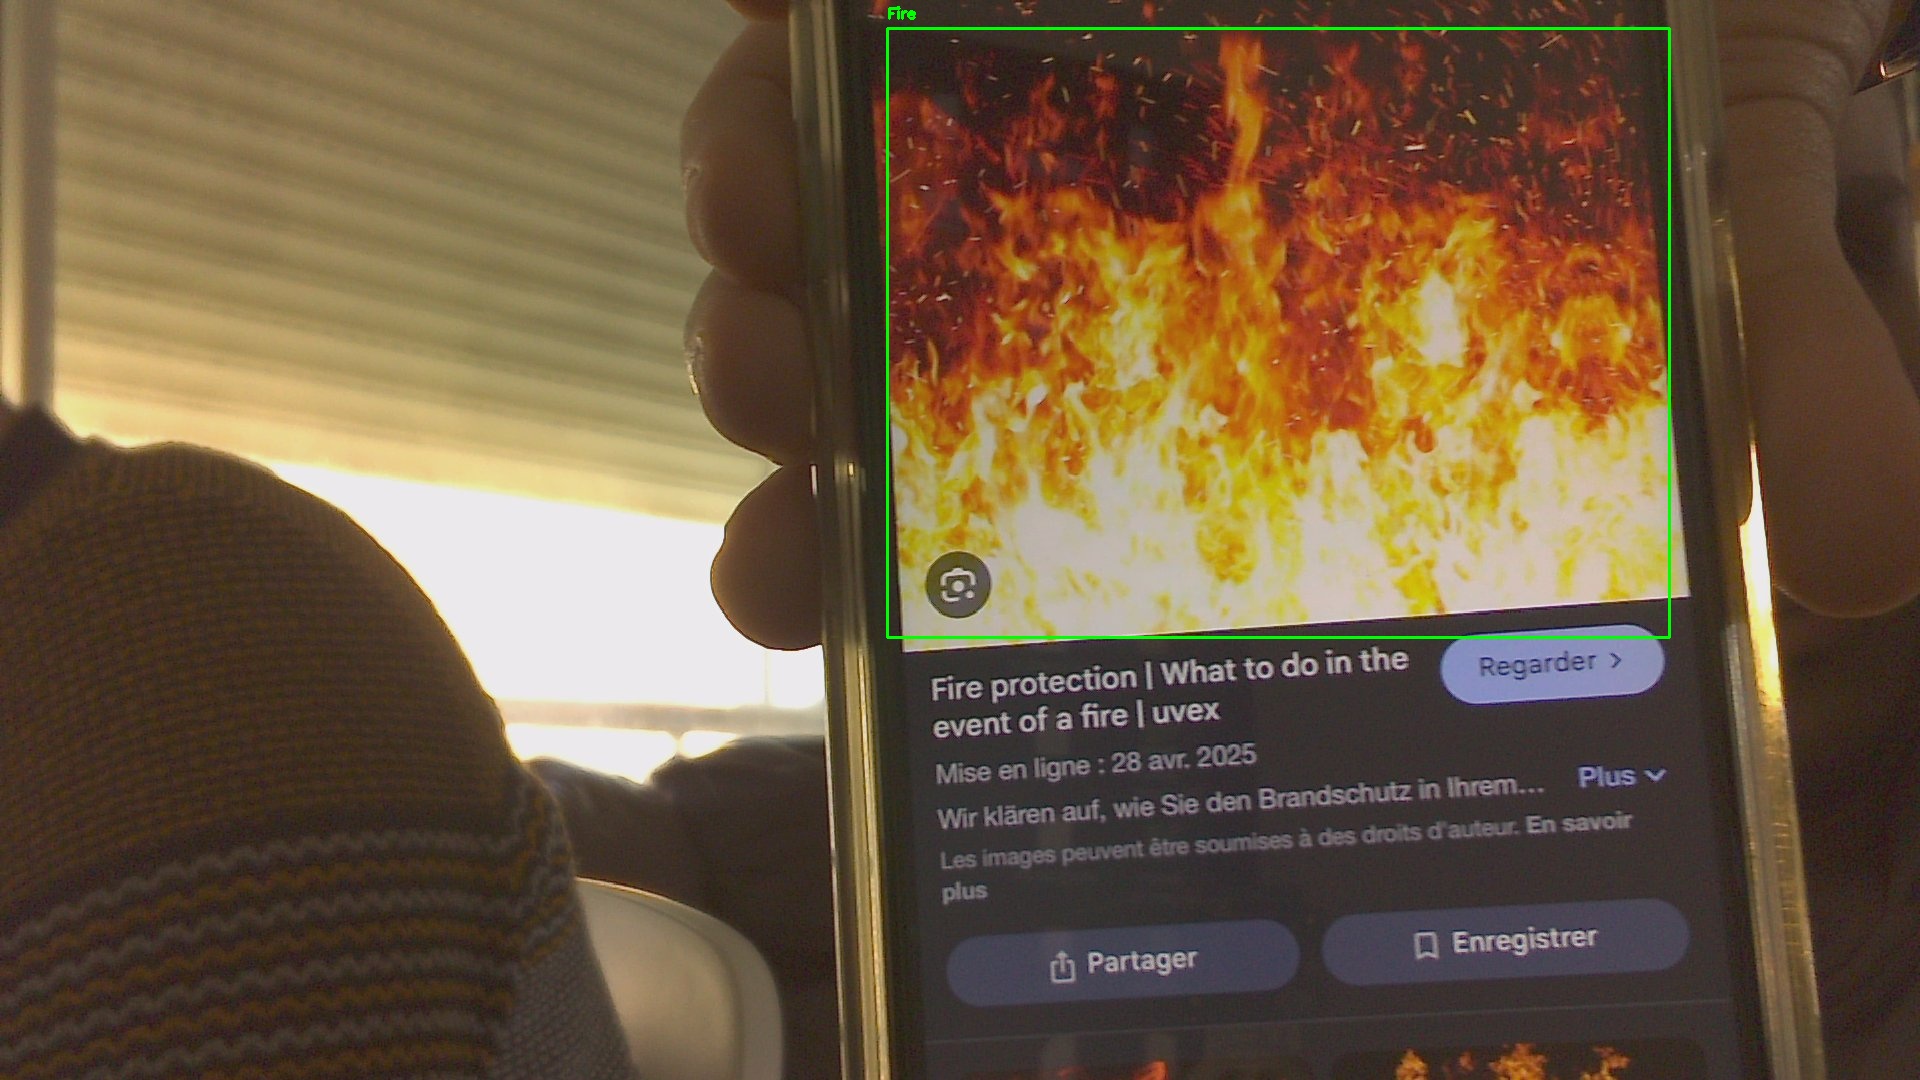 Fire
Fire protection | What to do in the
event of a fire | uvex
Regarder >
Mise en ligne : 28 avr. 2025
Wir klären auf, wie Sie den Brandschutz in Ihrem...
Plus
Les images peuvent être soumises à des droits d'auteur. En savoir
plus
Partager
Enregistrer